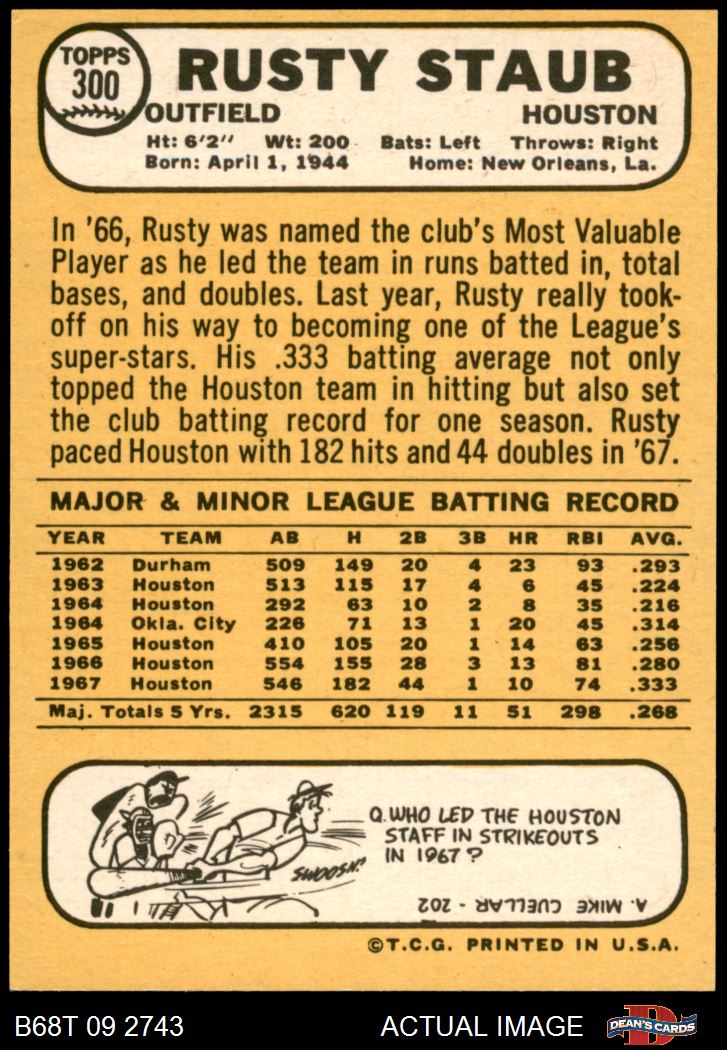 TOPPS
300
RUSTY STAUB
OUTFIELD HOUSTON
Ht: 6'2" Wt: 200 Bats: Left Throws: Right
Born: April 1, 1944 Home: New Orleans, La.
In '66, Rusty was named the club's Most Valuable
Player as he led the team in runs batted in, total
bases, and doubles. Last year, Rusty really took-
off on his way to becoming one of the League's
super-stars. His .333 batting average not only
topped the Houston team in hitting but also set
the club batting record for one season. Rusty
paced Houston with 182 hits and 44 doubles in '67.
MAJOR & MINOR LEAGUE BATTING RECORD
YEAR TEAM AB H 2B 3B HR RBI AVG.
1962 Durham 509 149 20 4 23 93 .293
1963 Houston 513 115 17 4 6 45 .224
1964 Houston 292 63 10 2 8 35 .216
1964 Okla. City 226 71 13 1 20 45 .314
1965 Houston 410 105 20 1 14 63 .256
1966 Houston 554 155 28 3 13 81 .280
1967 Houston 546 182 44 1 10 74 .333
Maj. Totals 5 Yrs. 2315 620 119 11 51 298 .268
Q. WHO LED THE HOUSTON
STAFF IN STRIKEOUTS
IN 1967?
SWOOSH!
A. MIKE CUELLAR - 202
©T.C.G. PRINTED IN U.S.A.
B68T 09 2743 ACTUAL IMAGE DEAN'S CARDS